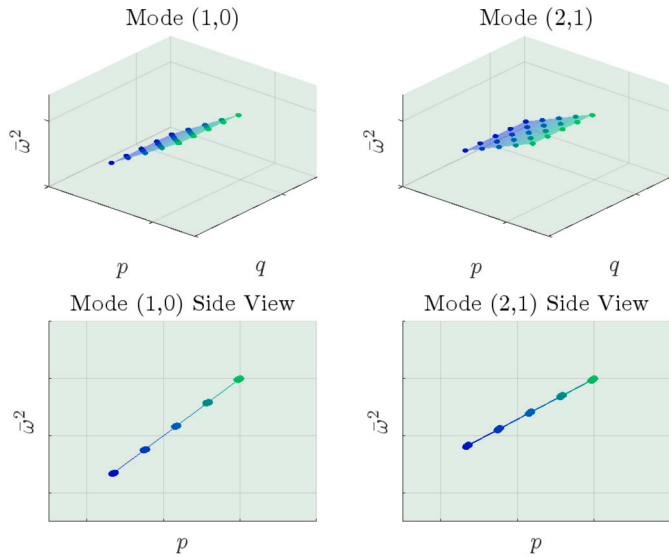 Mode (1,0)
Mode (2,1)
ω̄²
p
q
ω̄²
p
q
Mode (1,0) Side View
Mode (2,1) Side View
ω̄²
p
ω̄²
p